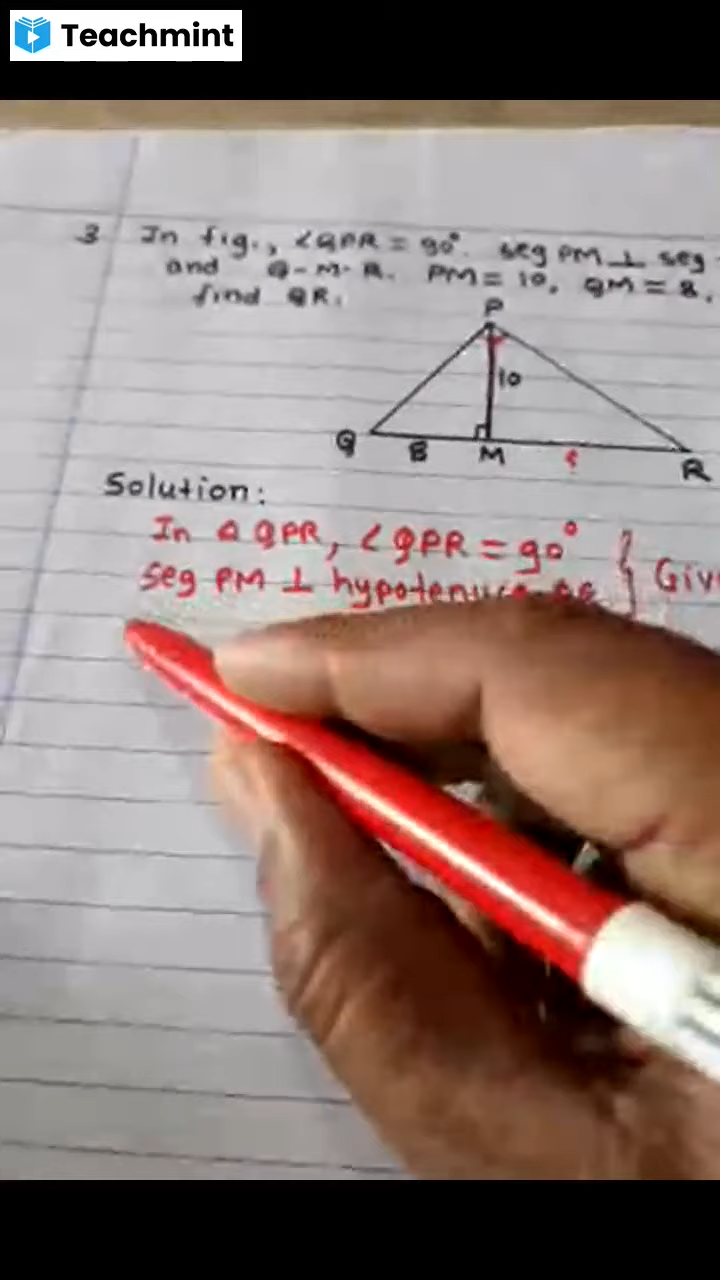 Teachmint
3 In fig., ∠QPR = 90°. seg PM ⊥ seg
and Q-M-R. PM = 10, QM = 8,
find QR.
P
10
Q 8 M R
Solution:
In △QPR, ∠QPR = 90°
seg PM ⊥ hypotenuse } Giv